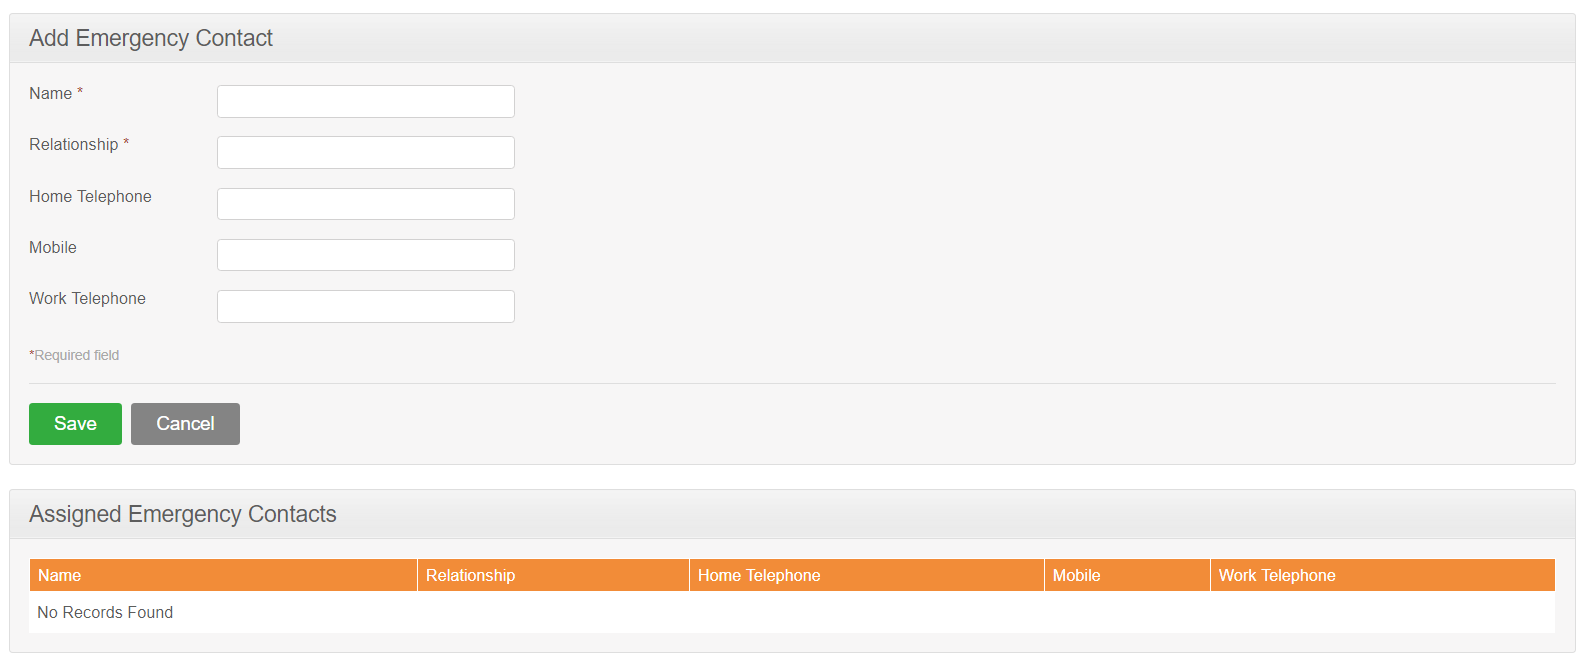 Add Emergency Contact
Name *
Relationship *
Home Telephone
Mobile
Work Telephone
*Required field
Save Cancel
Assigned Emergency Contacts
Name Relationship Home Telephone Mobile Work Telephone
No Records Found